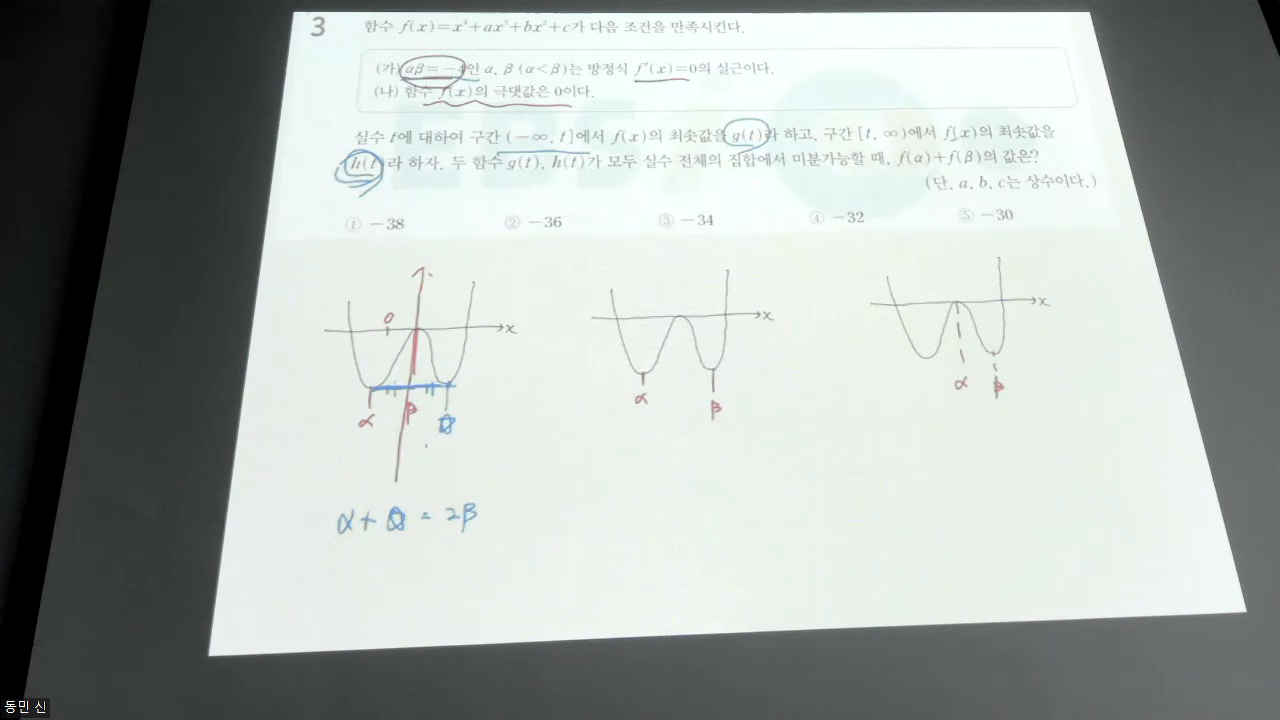 3 함수 f(x)=x⁴+ax³+bx²+c가 다음 조건을 만족시킨다.
(가) αβ=-4인 α, β (α<β)는 방정식 f′(x)=0의 실근이다.
(나) 함수 f(x)의 극댓값은 0이다.
실수 t에 대하여 구간 (-∞, t]에서 f(x)의 최솟값을 g(t)라 하고, 구간 [t, ∞)에서 f(x)의 최솟값을
h(t)라 하자. 두 함수 g(t), h(t)가 모두 실수 전체의 집합에서 미분가능할 때, f(α)+f(β)의 값은?
(단, a, b, c는 상수이다.)
① -38 ② -36 ③ -34 ④ -32 ⑤ -30
0 x x x
α β α β α β
α+ = 2β
동민 신